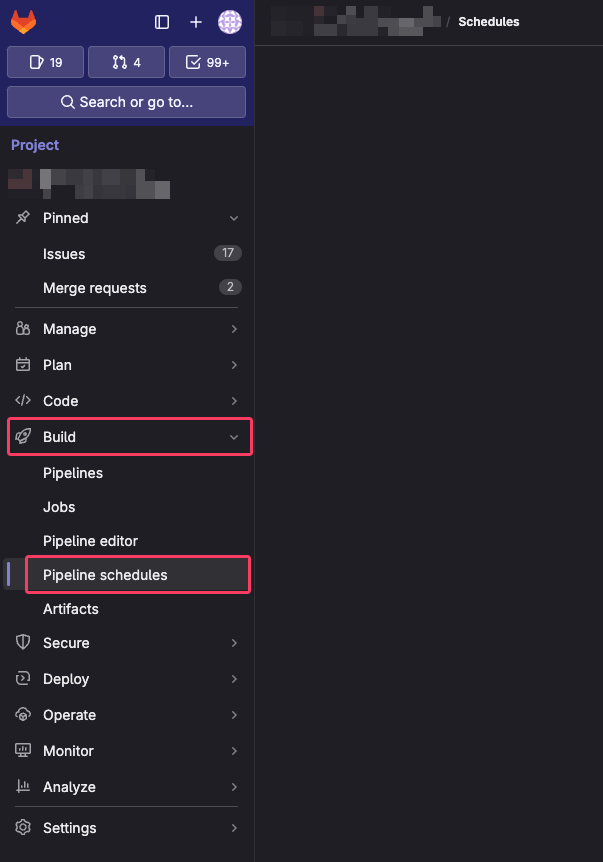 / Schedules
19 4 99+
Search or go to...
Project
Pinned
Issues 17
Merge requests 2
Manage
Plan
Code
Build
Pipelines
Jobs
Pipeline editor
Pipeline schedules
Artifacts
Secure
Deploy
Operate
Monitor
Analyze
Settings